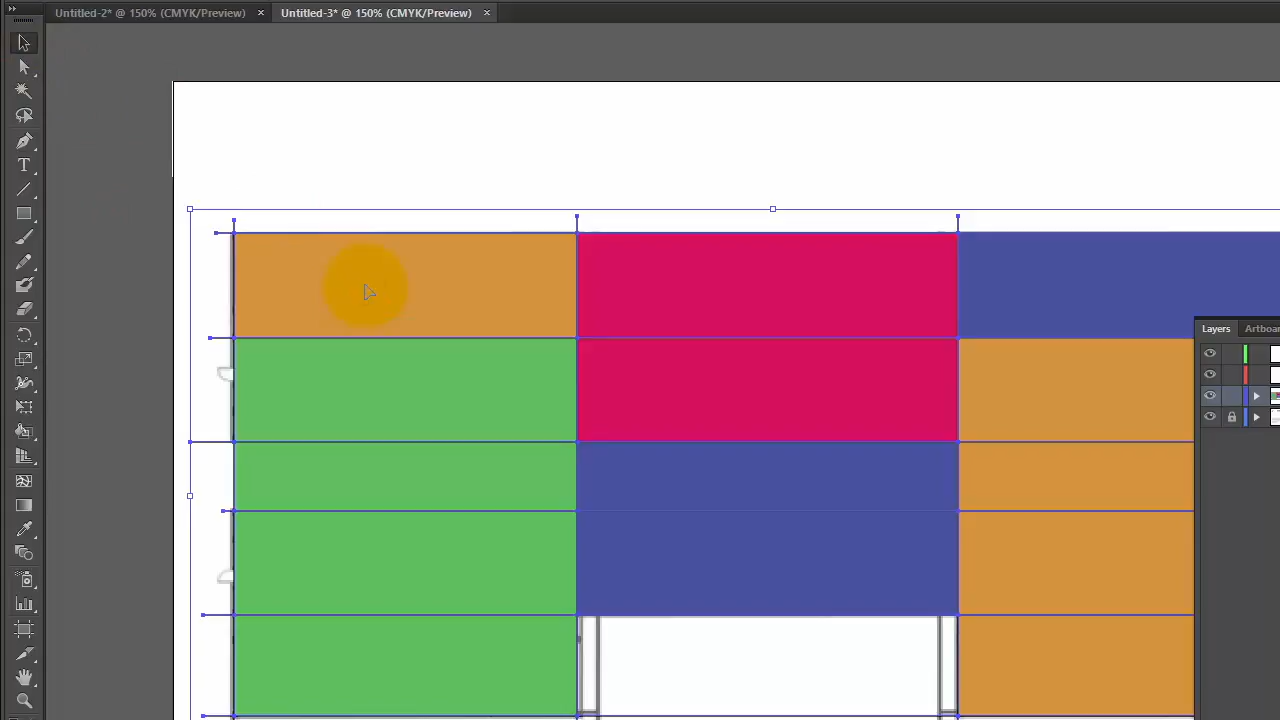 Untitled-2* @ 150% (CMYK/Preview) × Untitled-3* @ 150% (CMYK/Preview) ×
T
Layers Artboar